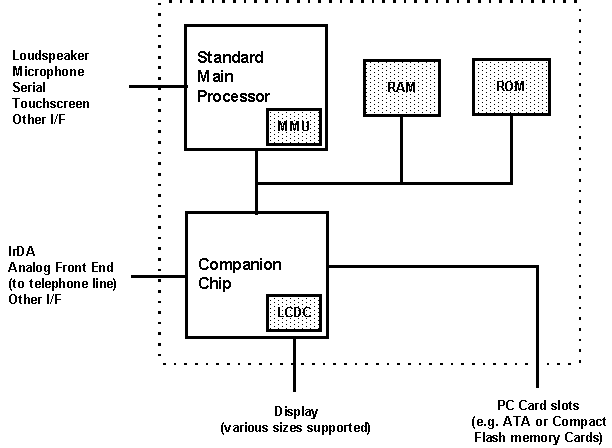 Loudspeaker
Microphone
Serial
Touchscreen
Other I/F
Standard
Main
Processor
MMU
RAM
ROM
IrDA
Analog Front End
(to telephone line)
Other I/F
Companion
Chip
LCDC
Display
(various sizes supported)
PC Card slots
(e.g. ATA or Compact
Flash memory Cards)